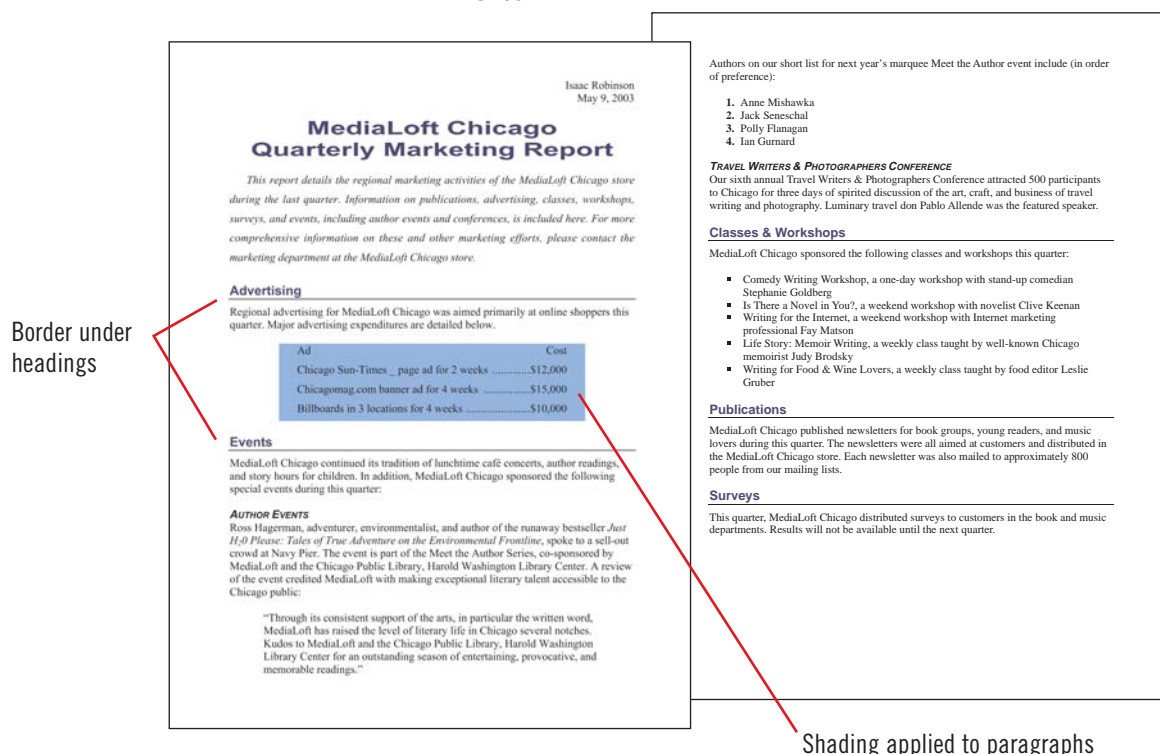 Isaac Robinson
May 9, 2003
MediaLoft Chicago
Quarterly Marketing Report
This report details the regional marketing activities of the MediaLoft Chicago store
during the last quarter. Information on publications, advertising, classes, workshops,
surveys, and events, including author events and conferences, is included here. For more
comprehensive information on these and other marketing efforts, please contact the
marketing department at the MediaLoft Chicago store.
Advertising
Regional advertising for MediaLoft Chicago was aimed primarily at online shoppers this
quarter. Major advertising expenditures are detailed below.
Ad Cost
Chicago Sun-Times _ page ad for 2 weeks .............$12,000
Chicagomag.com banner ad for 4 weeks ................$15,000
Billboards in 3 locations for 4 weeks ......................$10,000
Events
MediaLoft Chicago continued its tradition of lunchtime café concerts, author readings,
and story hours for children. In addition, MediaLoft Chicago sponsored the following
special events during this quarter:
AUTHOR EVENTS
Ross Hagerman, adventurer, environmentalist, and author of the runaway bestseller Just
H₂0 Please: Tales of True Adventure on the Environmental Frontline, spoke to a sell-out
crowd at Navy Pier. The event is part of the Meet the Author Series, co-sponsored by
MediaLoft and the Chicago Public Library, Harold Washington Library Center. A review
of the event credited MediaLoft with making exceptional literary talent accessible to the
Chicago public:
“Through its consistent support of the arts, in particular the written word,
MediaLoft has raised the level of literary life in Chicago several notches.
Kudos to MediaLoft and the Chicago Public Library, Harold Washington
Library Center for an outstanding season of entertaining, provocative, and
memorable readings.”
Authors on our short list for next year’s marquee Meet the Author event include (in order
of preference):
1. Anne Mishawka
2. Jack Seneschal
3. Polly Flanagan
4. Ian Gurnard
TRAVEL WRITERS & PHOTOGRAPHERS CONFERENCE
Our sixth annual Travel Writers & Photographers Conference attracted 500 participants
to Chicago for three days of spirited discussion of the art, craft, and business of travel
writing and photography. Luminary travel don Pablo Allende was the featured speaker.
Classes & Workshops
MediaLoft Chicago sponsored the following classes and workshops this quarter:
▪ Comedy Writing Workshop, a one-day workshop with stand-up comedian
Stephanie Goldberg
▪ Is There a Novel in You?, a weekend workshop with novelist Clive Keenan
▪ Writing for the Internet, a weekend workshop with Internet marketing
professional Fay Matson
▪ Life Story: Memoir Writing, a weekly class taught by well-known Chicago
memoirist Judy Brodsky
▪ Writing for Food & Wine Lovers, a weekly class taught by food editor Leslie
Gruber
Publications
MediaLoft Chicago published newsletters for book groups, young readers, and music
lovers during this quarter. The newsletters were all aimed at customers and distributed in
the MediaLoft Chicago store. Each newsletter was also mailed to approximately 800
people from our mailing lists.
Surveys
This quarter, MediaLoft Chicago distributed surveys to customers in the book and music
departments. Results will not be available until the next quarter.
Border under
headings
Shading applied to paragraphs